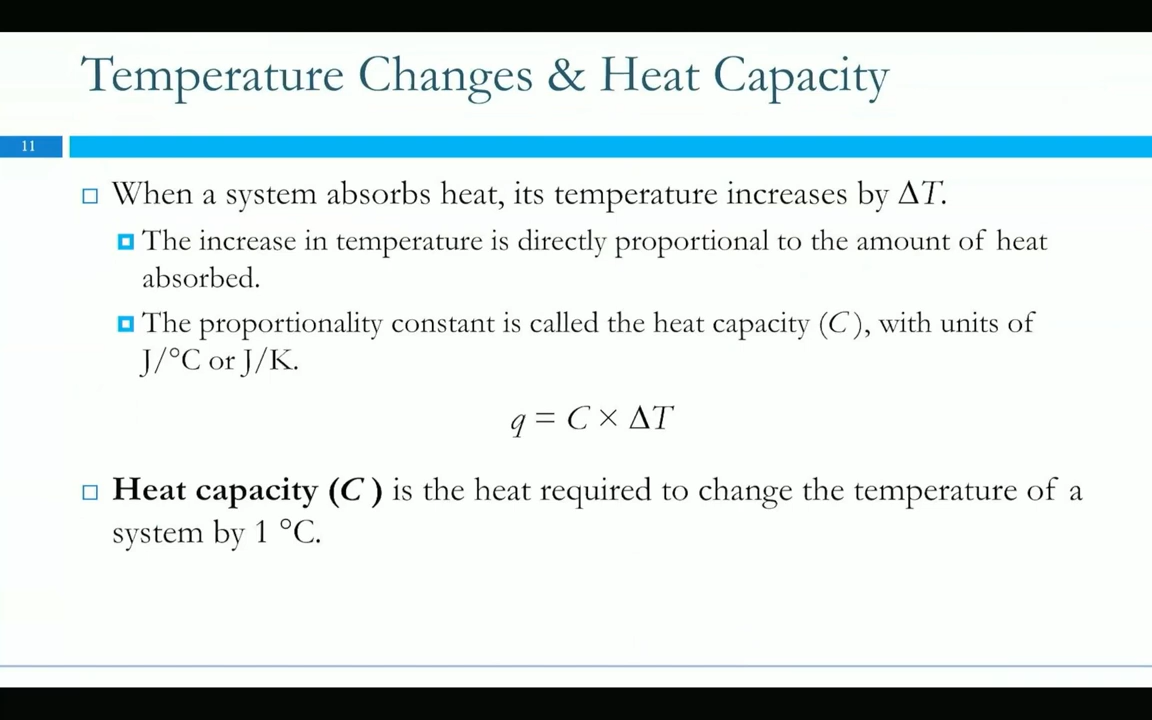 Temperature Changes & Heat Capacity
11
When a system absorbs heat, its temperature increases by ΔT.
The increase in temperature is directly proportional to the amount of heat
absorbed.
The proportionality constant is called the heat capacity (C), with units of
J/°C or J/K.
q = C × ΔT
Heat capacity (C) is the heat required to change the temperature of a
system by 1 °C.